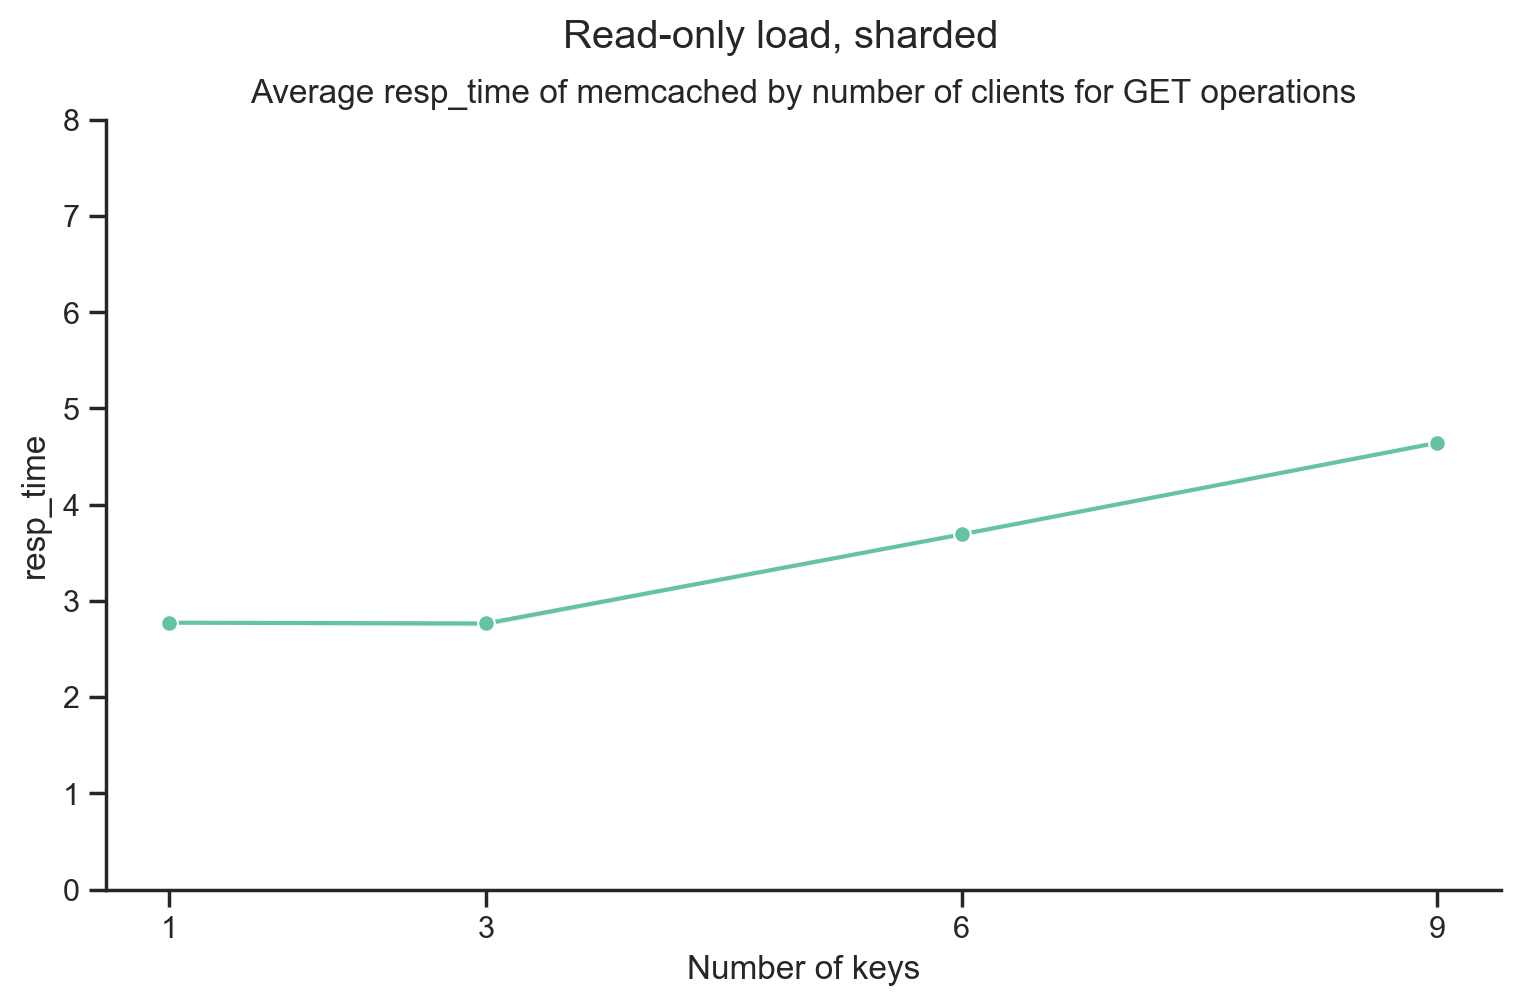 Read-only load, sharded
Average resp_time of memcached by number of clients for GET operations
8
7
6
5
4
3
2
1
0
resp_time
1 3 6 9
Number of keys